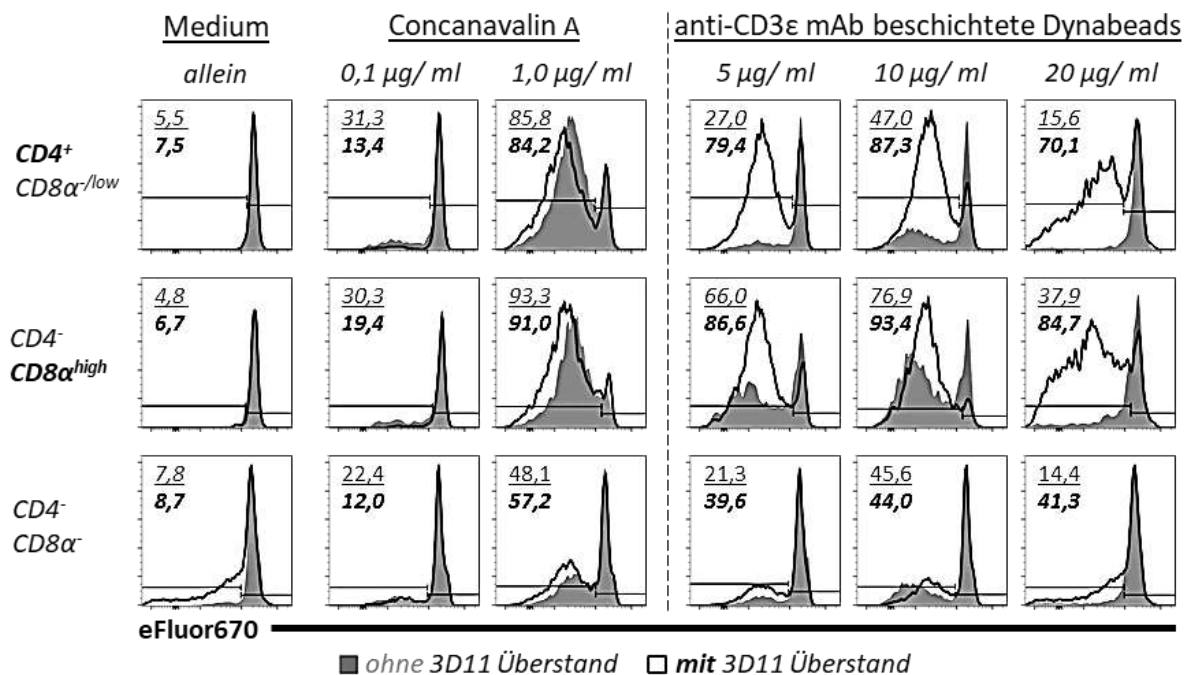 Medium Concanavalin A anti-CD3ε mAb beschichtete Dynabeads
allein 0,1 µg/ ml 1,0 µg/ ml 5 µg/ ml 10 µg/ ml 20 µg/ ml
5,5 31,3 85,8 27,0 47,0 15,6
7,5 13,4 84,2 79,4 87,3 70,1
CD4⁺
CD8α⁻/ˡᵒʷ
4,8 30,3 93,3 66,0 76,9 37,9
6,7 19,4 91,0 86,6 93,4 84,7
CD4⁻
CD8αʰⁱᵍʰ
7,8 22,4 48,1 21,3 45,6 14,4
8,7 12,0 57,2 39,6 44,0 41,3
CD4⁻
CD8α⁻
eFluor670
ohne 3D11 Überstand mit 3D11 Überstand